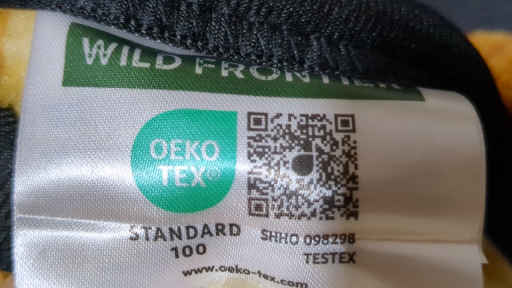 WILD FRONTIER
OEKO
TEX®
STANDARD
100
SHHO 098298
TESTEX
www.oeko-tex.com